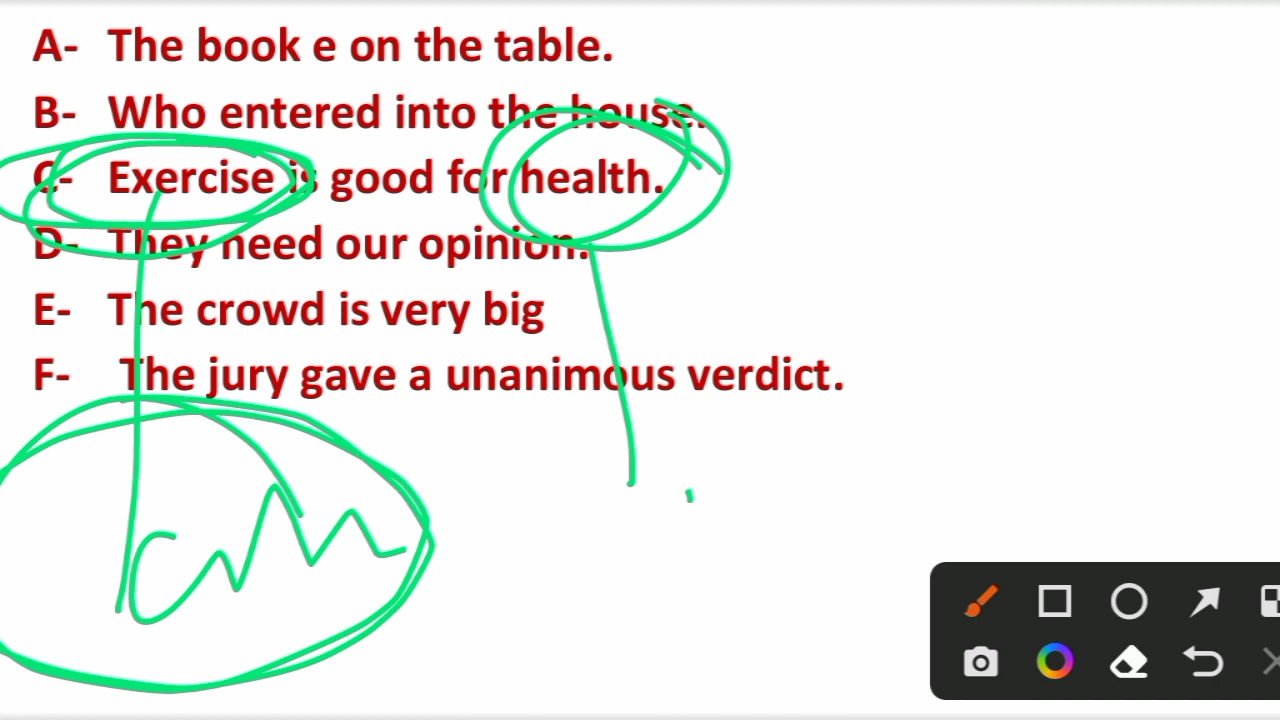 A- The book e on the table.
B- Who entered into the house.
C- Exercise is good for health.
D- They need our opinion.
E- The crowd is very big
F- The jury gave a unanimous verdict.